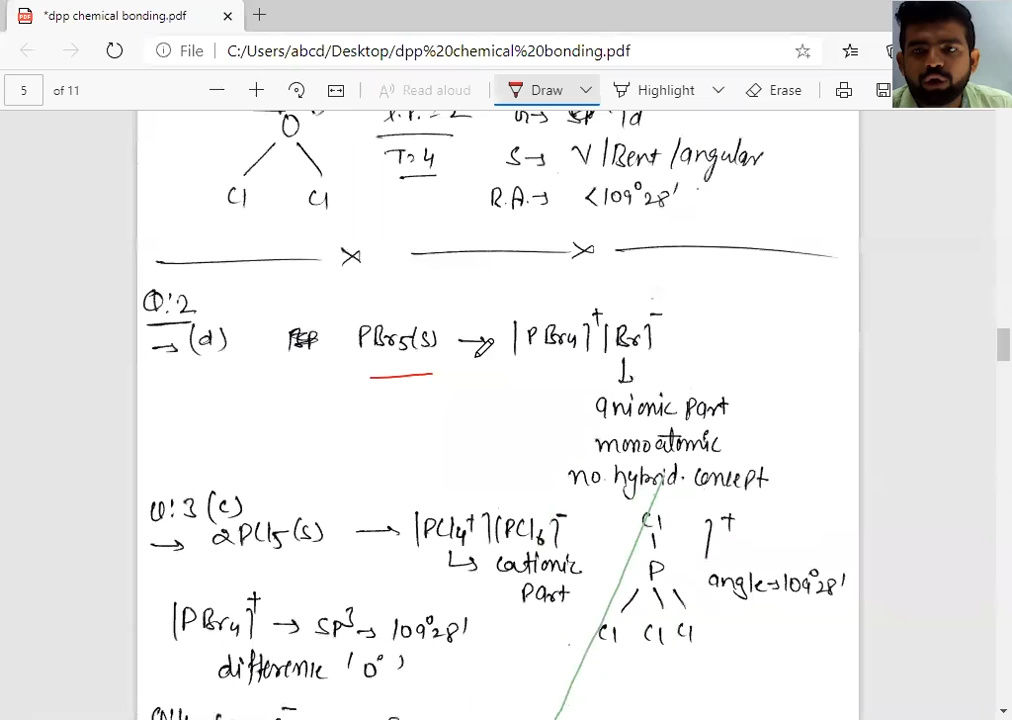 *dpp chemical bonding.pdf
File C:/Users/abcd/Desktop/dpp%20chemical%20bonding.pdf
5 of 11 Read aloud Draw Highlight Erase
O T=4 S→ V/Bent/angular
Cl Cl R.A.→ <109°28'
Q:2
→(d) PBr5(s) → [PBr4]+[Br]−
anionic part
monoatomic
no hybrid. concept
Q:3 (c)
→ 2PCl5(s) → [PCl4+][PCl6]−
↳ cationic
part
Cl ]+
P
angle→109°28'
Cl Cl Cl
[PBr4]+ → sp3→ 109°28'
difference (0°)